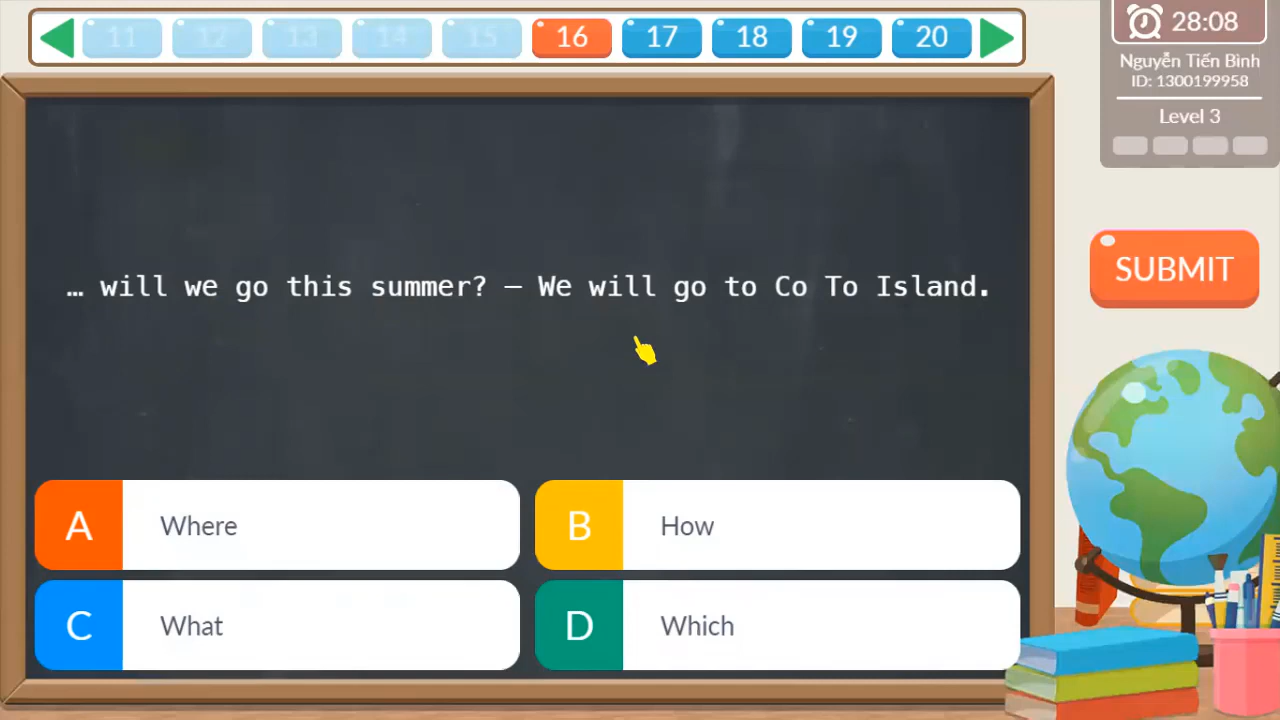 11 12 13 14 15 16 17 18 19 20
28:08
Nguyễn Tiến Bình
ID: 1300199958
Level 3
… will we go this summer? – We will go to Co To Island.
SUBMIT
A Where
B How
C What
D Which